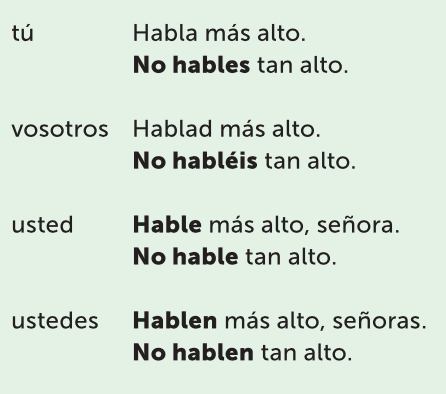 tú Habla más alto.
No hables tan alto.
vosotros Hablad más alto.
No habléis tan alto.
usted Hable más alto, señora.
No hable tan alto.
ustedes Hablen más alto, señoras.
No hablen tan alto.